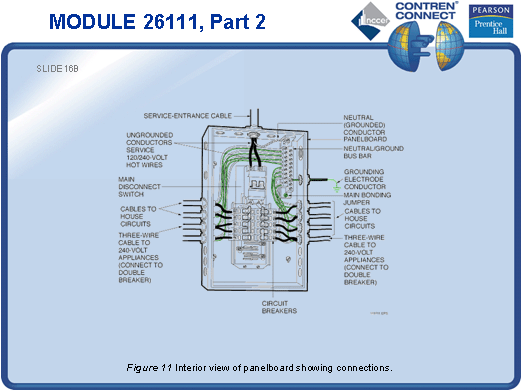 MODULE 26111, Part 2
nccer
CONTREN®
CONNECT
PEARSON
Prentice
Hall
SLIDE 16B
SERVICE-ENTRANCE CABLE
UNGROUNDED
CONDUCTORS
SERVICE
120/240-VOLT
HOT WIRES
MAIN
DISCONNECT
SWITCH
CABLES TO
HOUSE
CIRCUITS
THREE-WIRE
CABLE TO
240-VOLT
APPLIANCES
(CONNECT TO
DOUBLE
BREAKER)
NEUTRAL
(GROUNDED)
CONDUCTOR
PANELBOARD
NEUTRAL/GROUND
BUS BAR
GROUNDING
ELECTRODE
CONDUCTOR
MAIN BONDING
JUMPER
CABLES TO
HOUSE
CIRCUITS
THREE-WIRE
CABLE TO
240-VOLT
APPLIANCES
(CONNECT TO
DOUBLE
BREAKER)
CIRCUIT
BREAKERS
Figure 11 Interior view of panelboard showing connections.